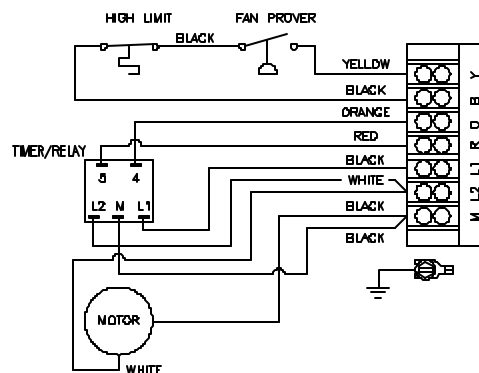 HIGH LIMIT
FAN PROVER
BLACK
YELLOW
Y
BLACK
B
ORANGE
O
RED
R
TIMER/RELAY
BLACK
L1
5 4
WHITE
L2
L2 M L1
BLACK
M
BLACK
MOTOR
WHITE